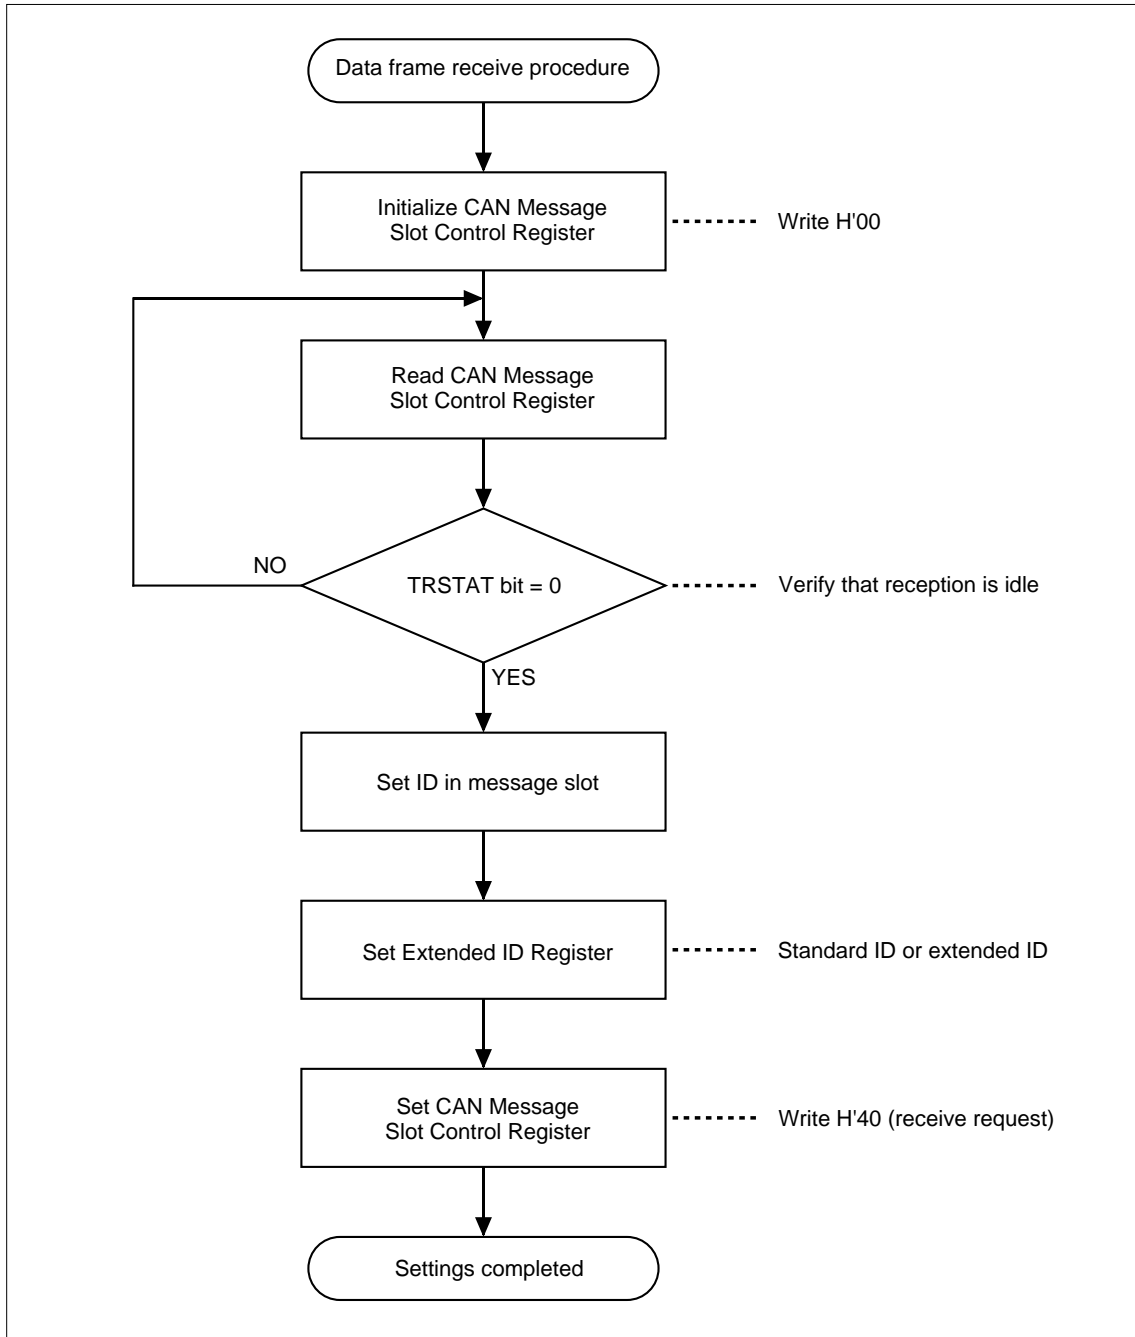 Data frame receive procedure
Initialize CAN Message
Slot Control Register
Write H'00
Read CAN Message
Slot Control Register
NO
TRSTAT bit = 0
Verify that reception is idle
YES
Set ID in message slot
Set Extended ID Register
Standard ID or extended ID
Set CAN Message
Slot Control Register
Write H'40 (receive request)
Settings completed